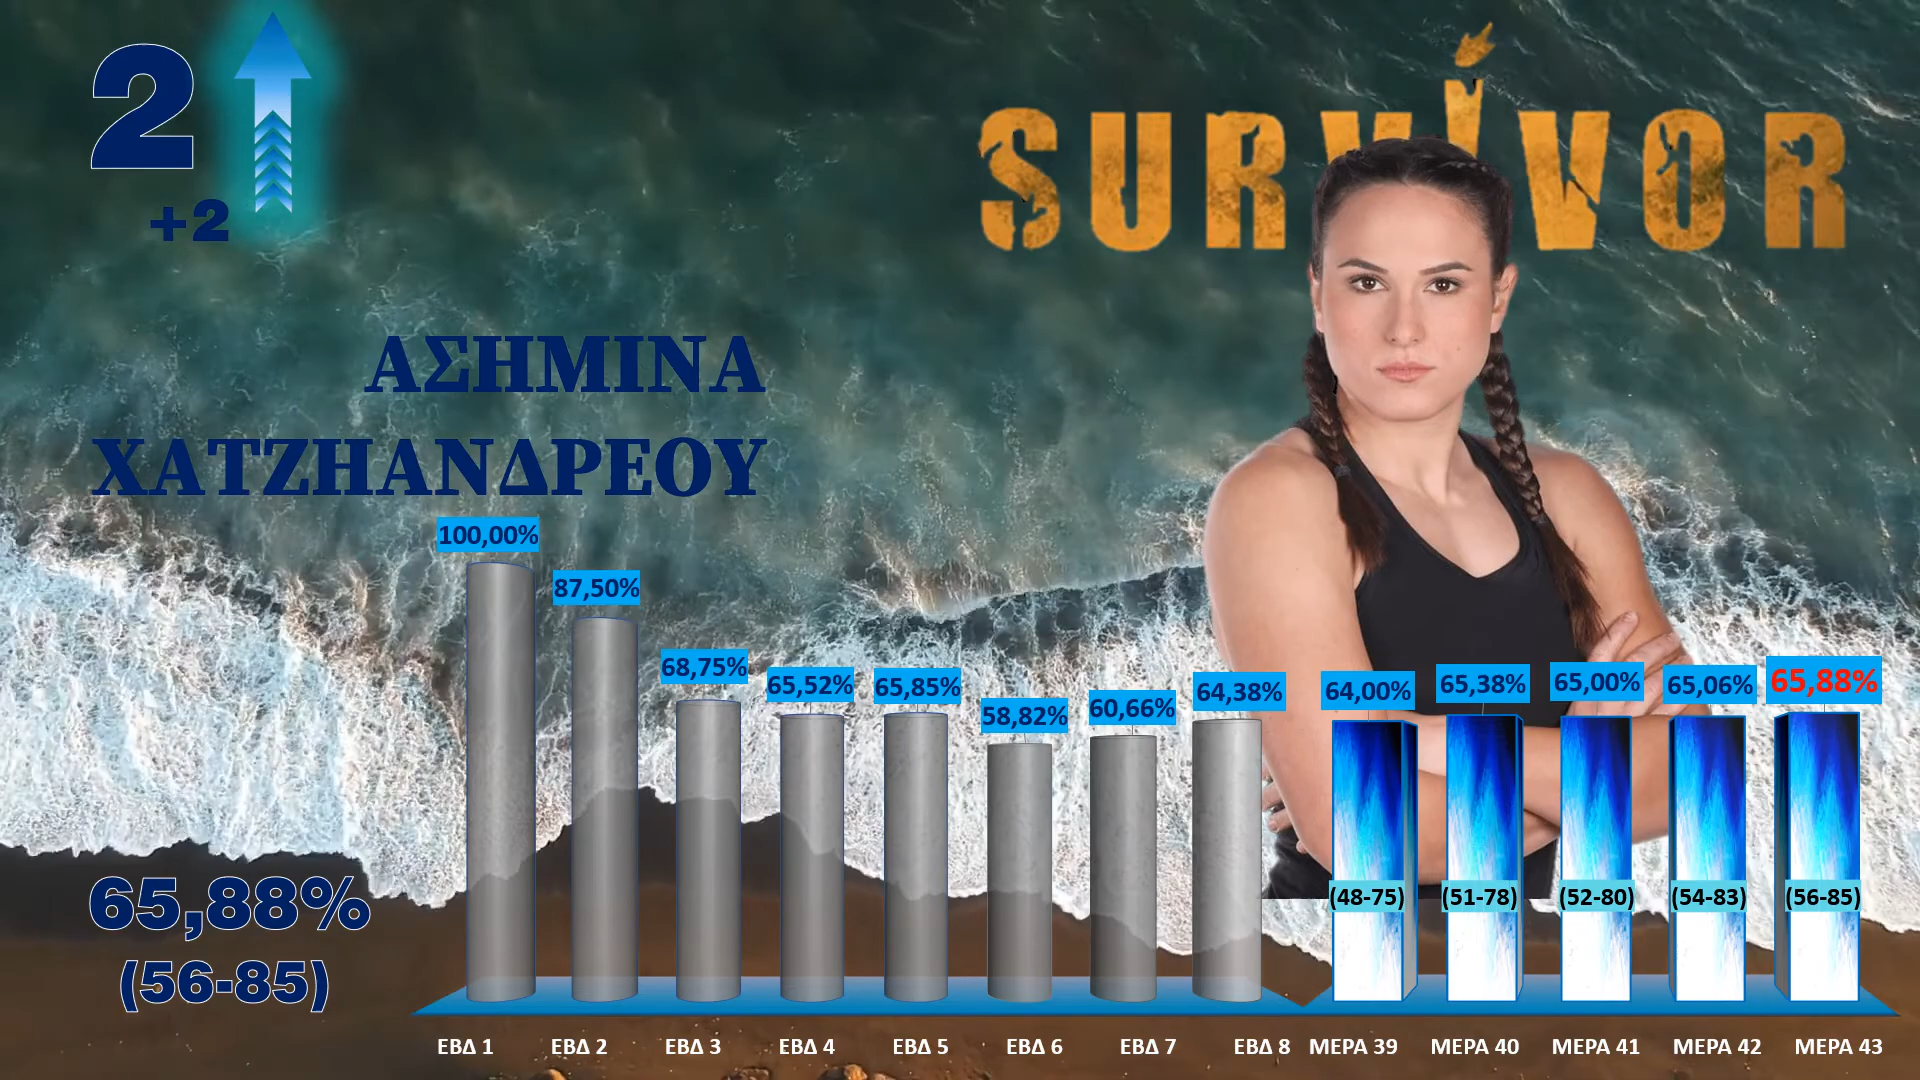 2
+2
SURVIVOR
ΑΣΗΜΙΝΑ
ΧΑΤΖΗΑΝΔΡΕΟΥ
100,00%
87,50%
68,75%
65,52%
65,85%
58,82%
60,66%
64,38%
64,00%
65,38%
65,00%
65,06%
65,88%
(48-75)
(51-78)
(52-80)
(54-83)
(56-85)
65,88%
(56-85)
ΕΒΔ 1
ΕΒΔ 2
ΕΒΔ 3
ΕΒΔ 4
ΕΒΔ 5
ΕΒΔ 6
ΕΒΔ 7
ΕΒΔ 8
ΜΕΡΑ 39
ΜΕΡΑ 40
ΜΕΡΑ 41
ΜΕΡΑ 42
ΜΕΡΑ 43